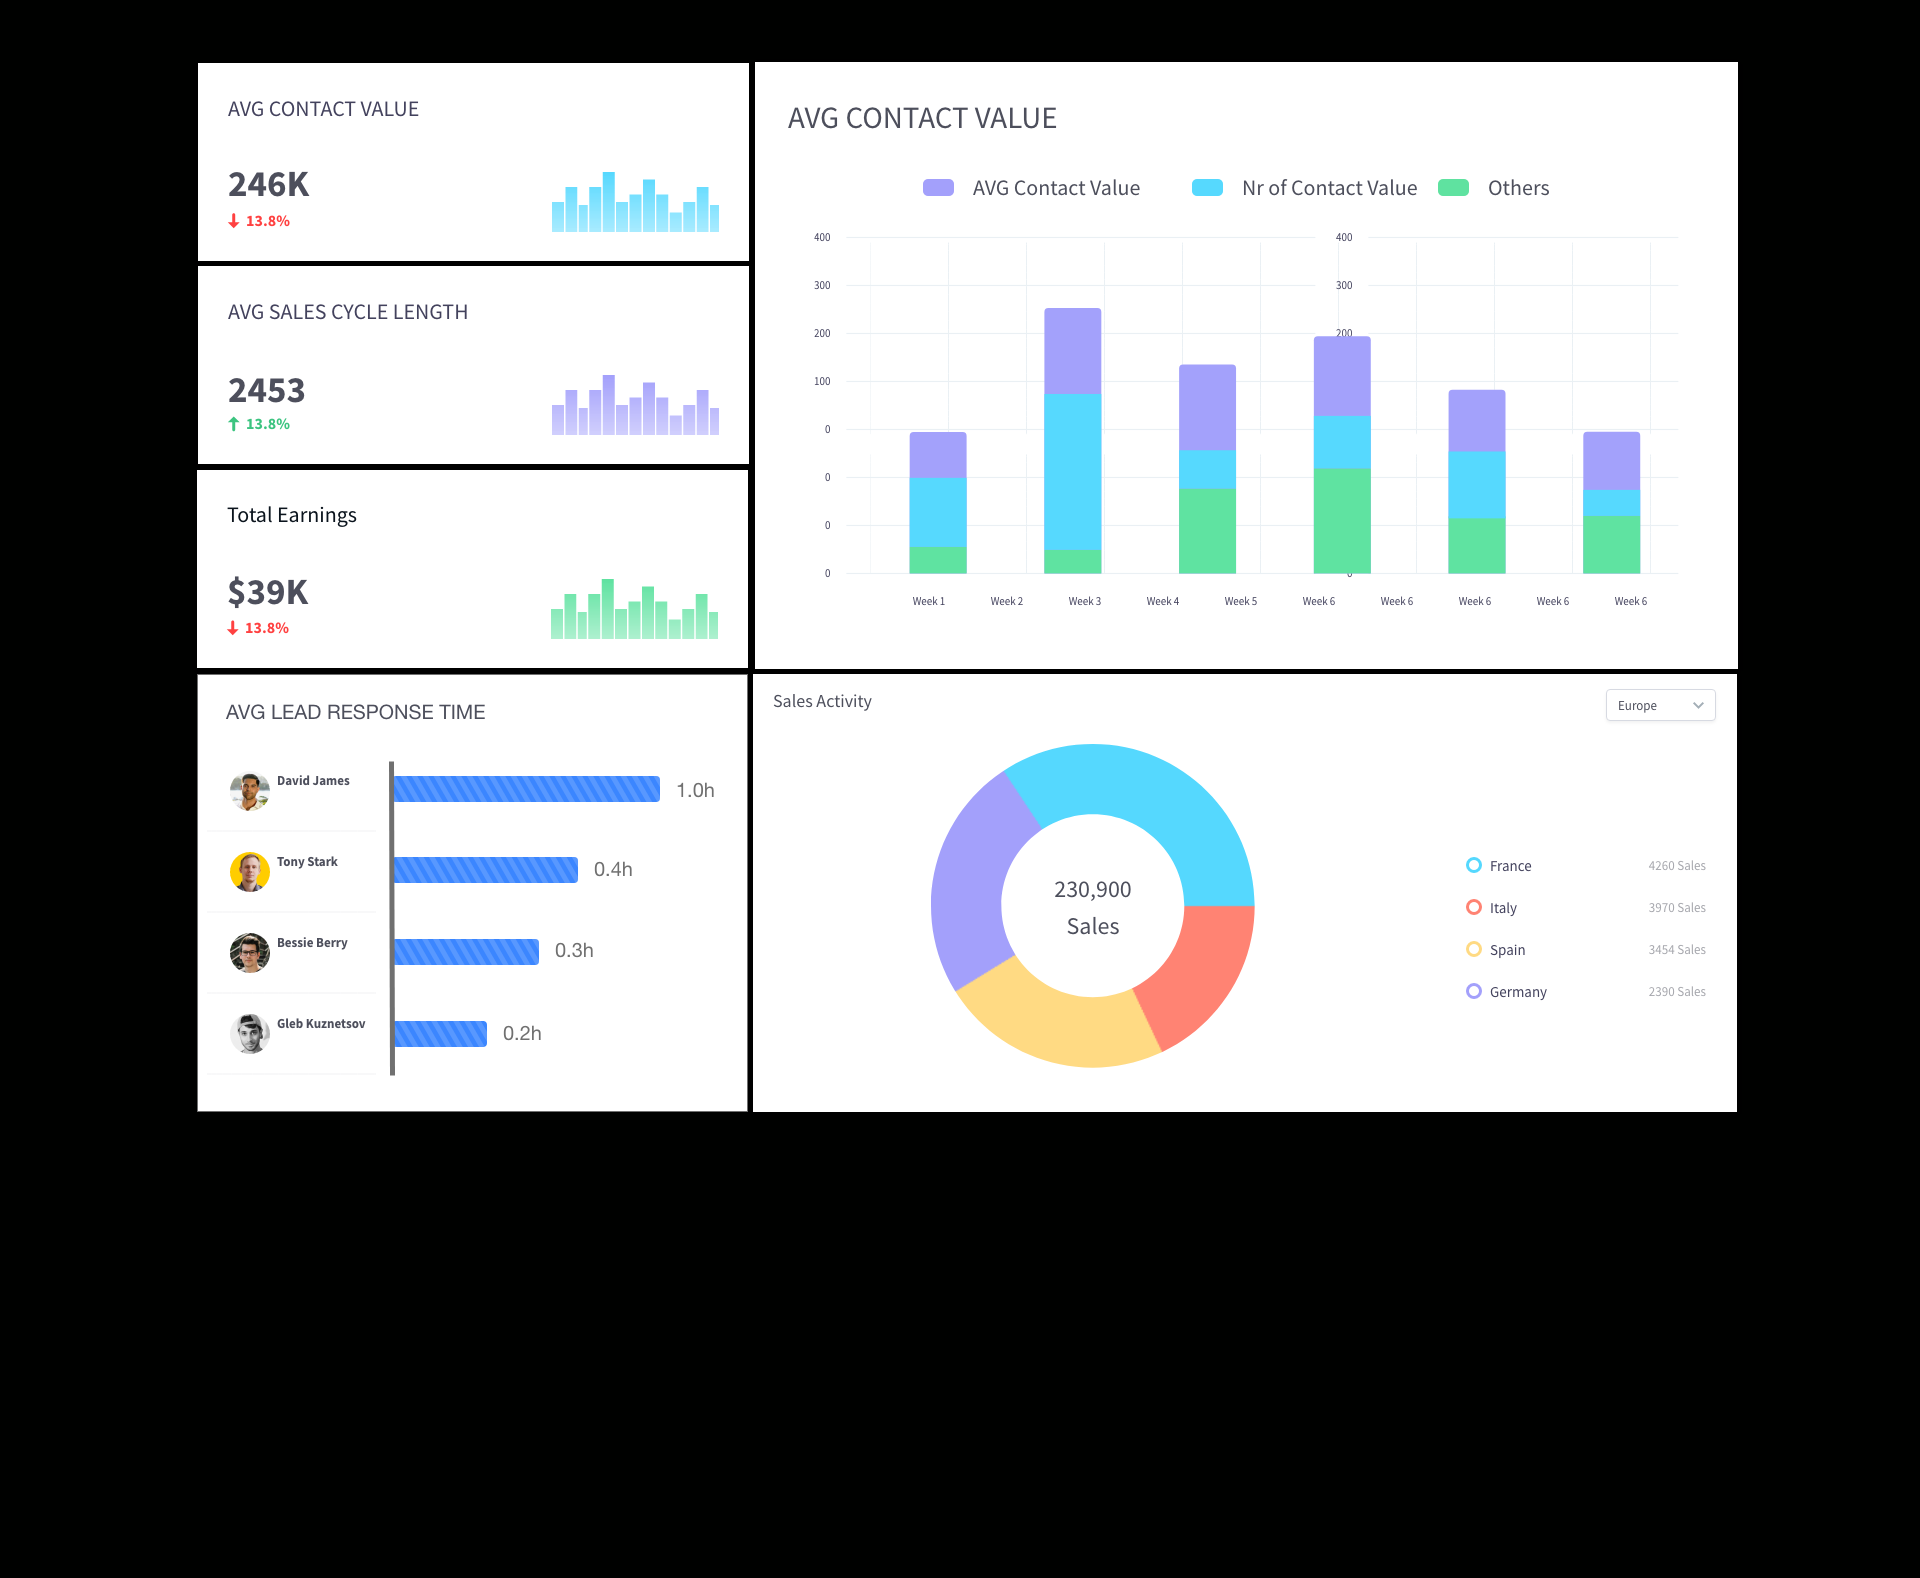 AVG CONTACT VALUE
246K
13.8%
AVG SALES CYCLE LENGTH
2453
13.8%
Total Earnings
$39K
13.8%
AVG CONTACT VALUE
AVG Contact Value Nr of Contact Value Others
400 400
300 300
200 200
100
0
0
0
0 0
Week 1 Week 2 Week 3 Week 4 Week 5 Week 6 Week 6 Week 6 Week 6 Week 6
AVG LEAD RESPONSE TIME
David James 1.0h
Tony Stark 0.4h
Bessie Berry 0.3h
Gleb Kuznetsov 0.2h
Sales Activity
Europe
230,900
Sales
France 4260 Sales
Italy 3970 Sales
Spain 3454 Sales
Germany 2390 Sales